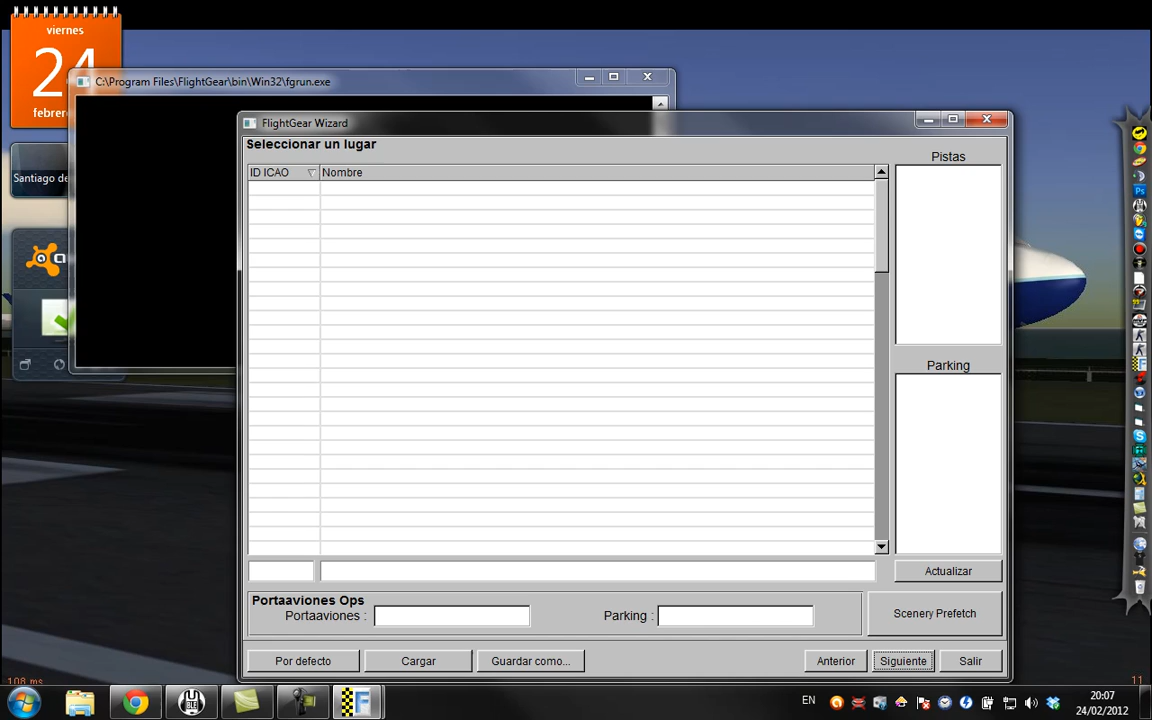 viernes
24
febrero
C:\Program Files\FlightGear\bin\Win32\fgrun.exe
FlightGear Wizard
Seleccionar un lugar
ID ICAO
Nombre
Pistas
Santiago de
a
Parking
Actualizar
Portaaviones Ops
Portaaviones :
Parking :
Scenery Prefetch
Por defecto
Cargar
Guardar como...
Anterior
Siguiente
Salir
108 ms
11
EN
20:07
24/02/2012